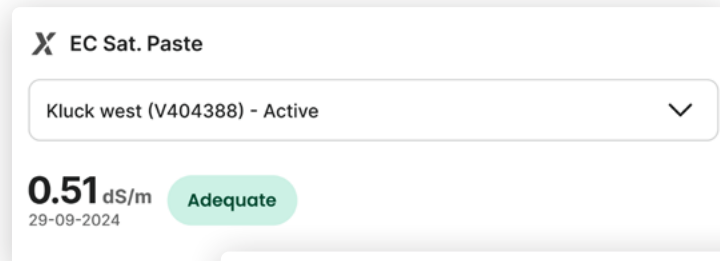 EC Sat. Paste
Kluck west (V404388) - Active
0.51 dS/m
Adequate
29-09-2024